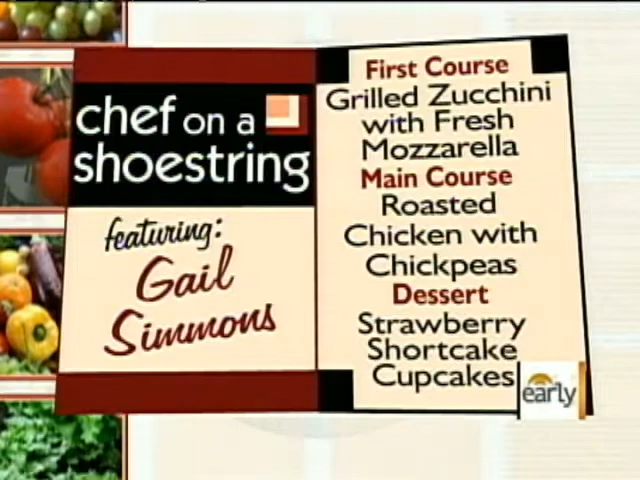 chef on a
shoestring
featuring:
Gail
Simmons
First Course
Grilled Zucchini
with Fresh
Mozzarella
Main Course
Roasted
Chicken with
Chickpeas
Dessert
Strawberry
Shortcake
Cupcakes
early